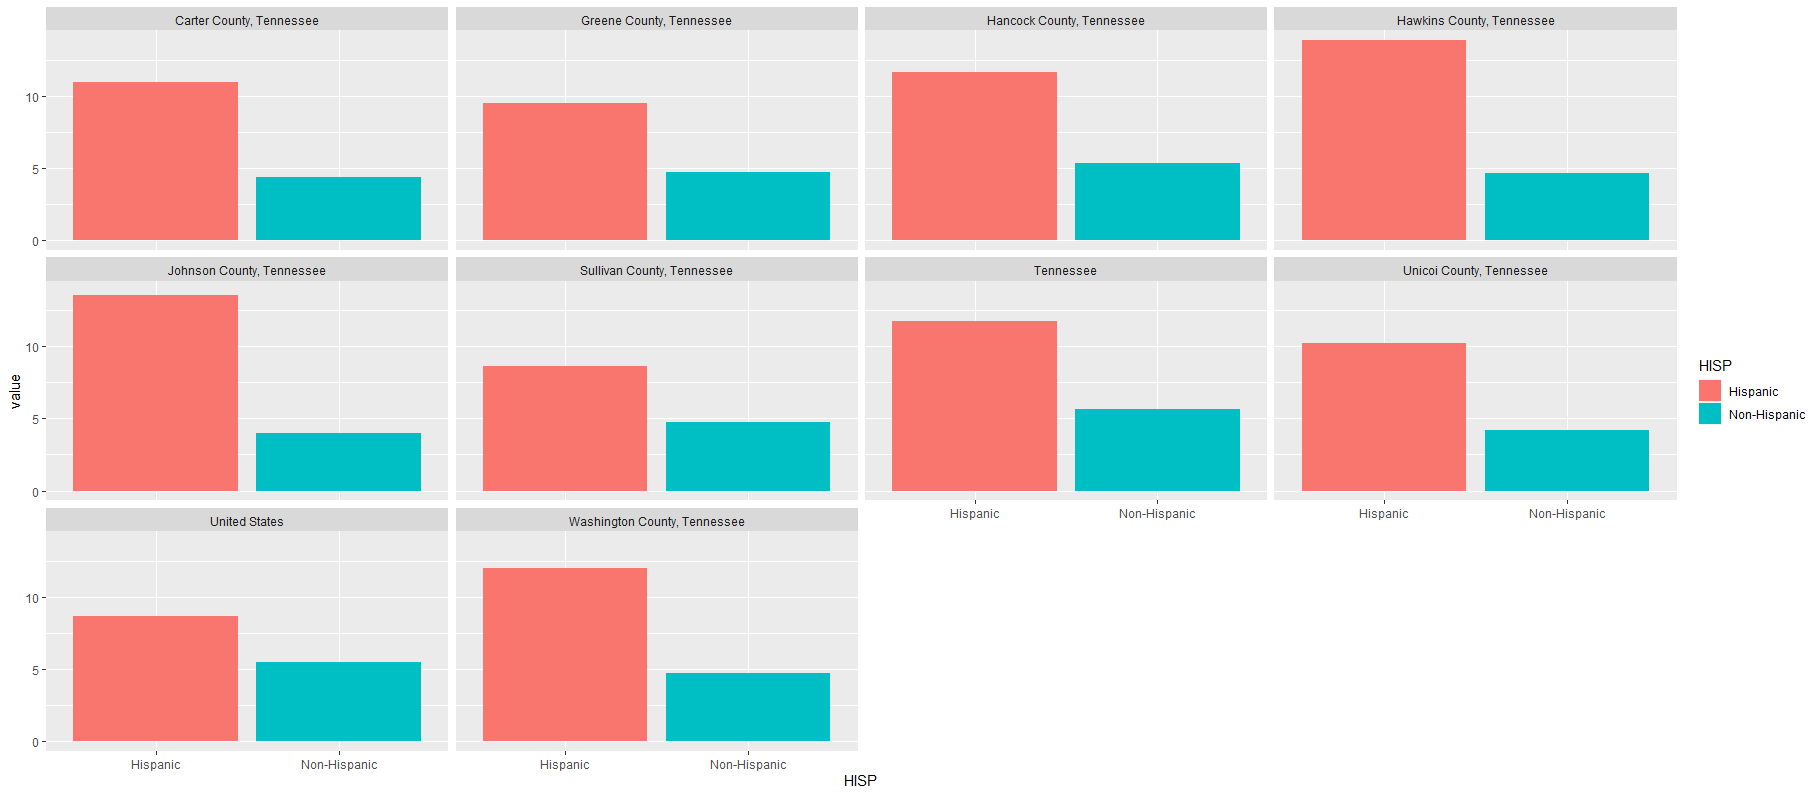 Carter County, Tennessee
Greene County, Tennessee
Hancock County, Tennessee
Hawkins County, Tennessee
10
5
0
Johnson County, Tennessee
Sullivan County, Tennessee
Tennessee
Unicoi County, Tennessee
10
5
0
value
HISP
Hispanic
Non-Hispanic
Hispanic
Non-Hispanic
Hispanic
Non-Hispanic
United States
Washington County, Tennessee
10
5
0
Hispanic
Non-Hispanic
Hispanic
Non-Hispanic
HISP